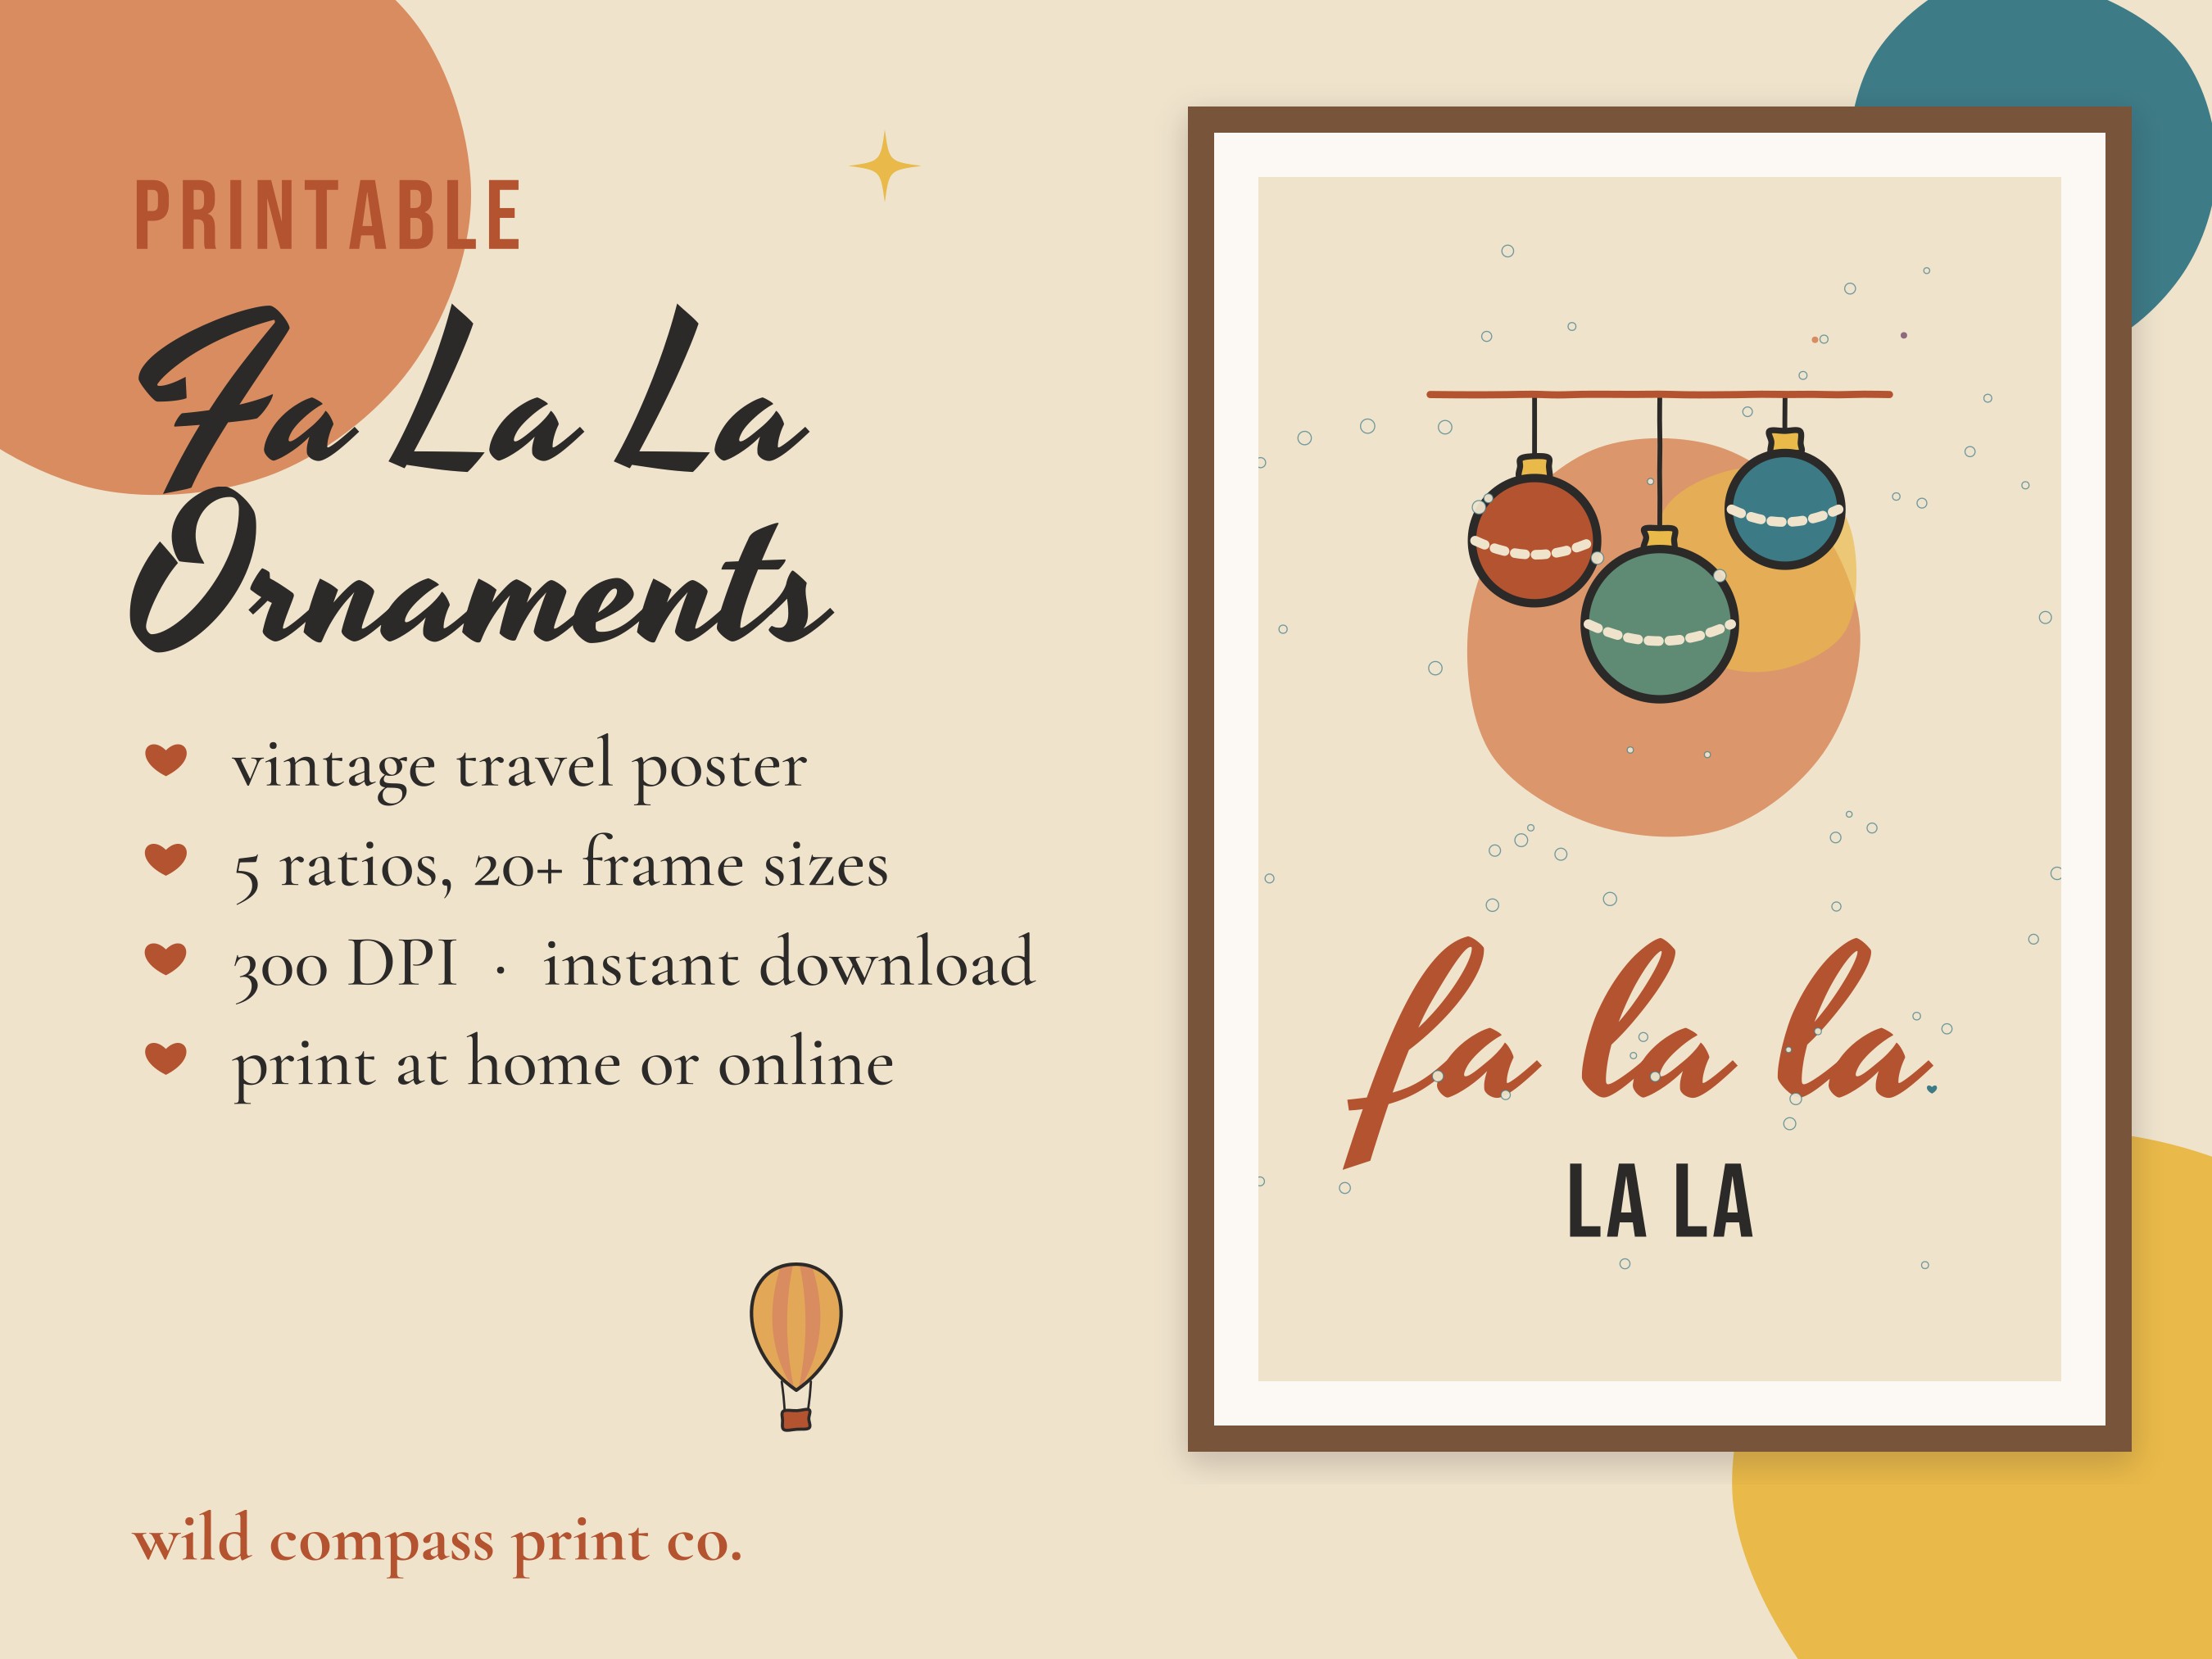 PRINTABLE
Fa La La
Ornaments
vintage travel poster
5 ratios, 20+ frame sizes
300 DPI · instant download
print at home or online
wild compass print co.
fa la la
LA LA